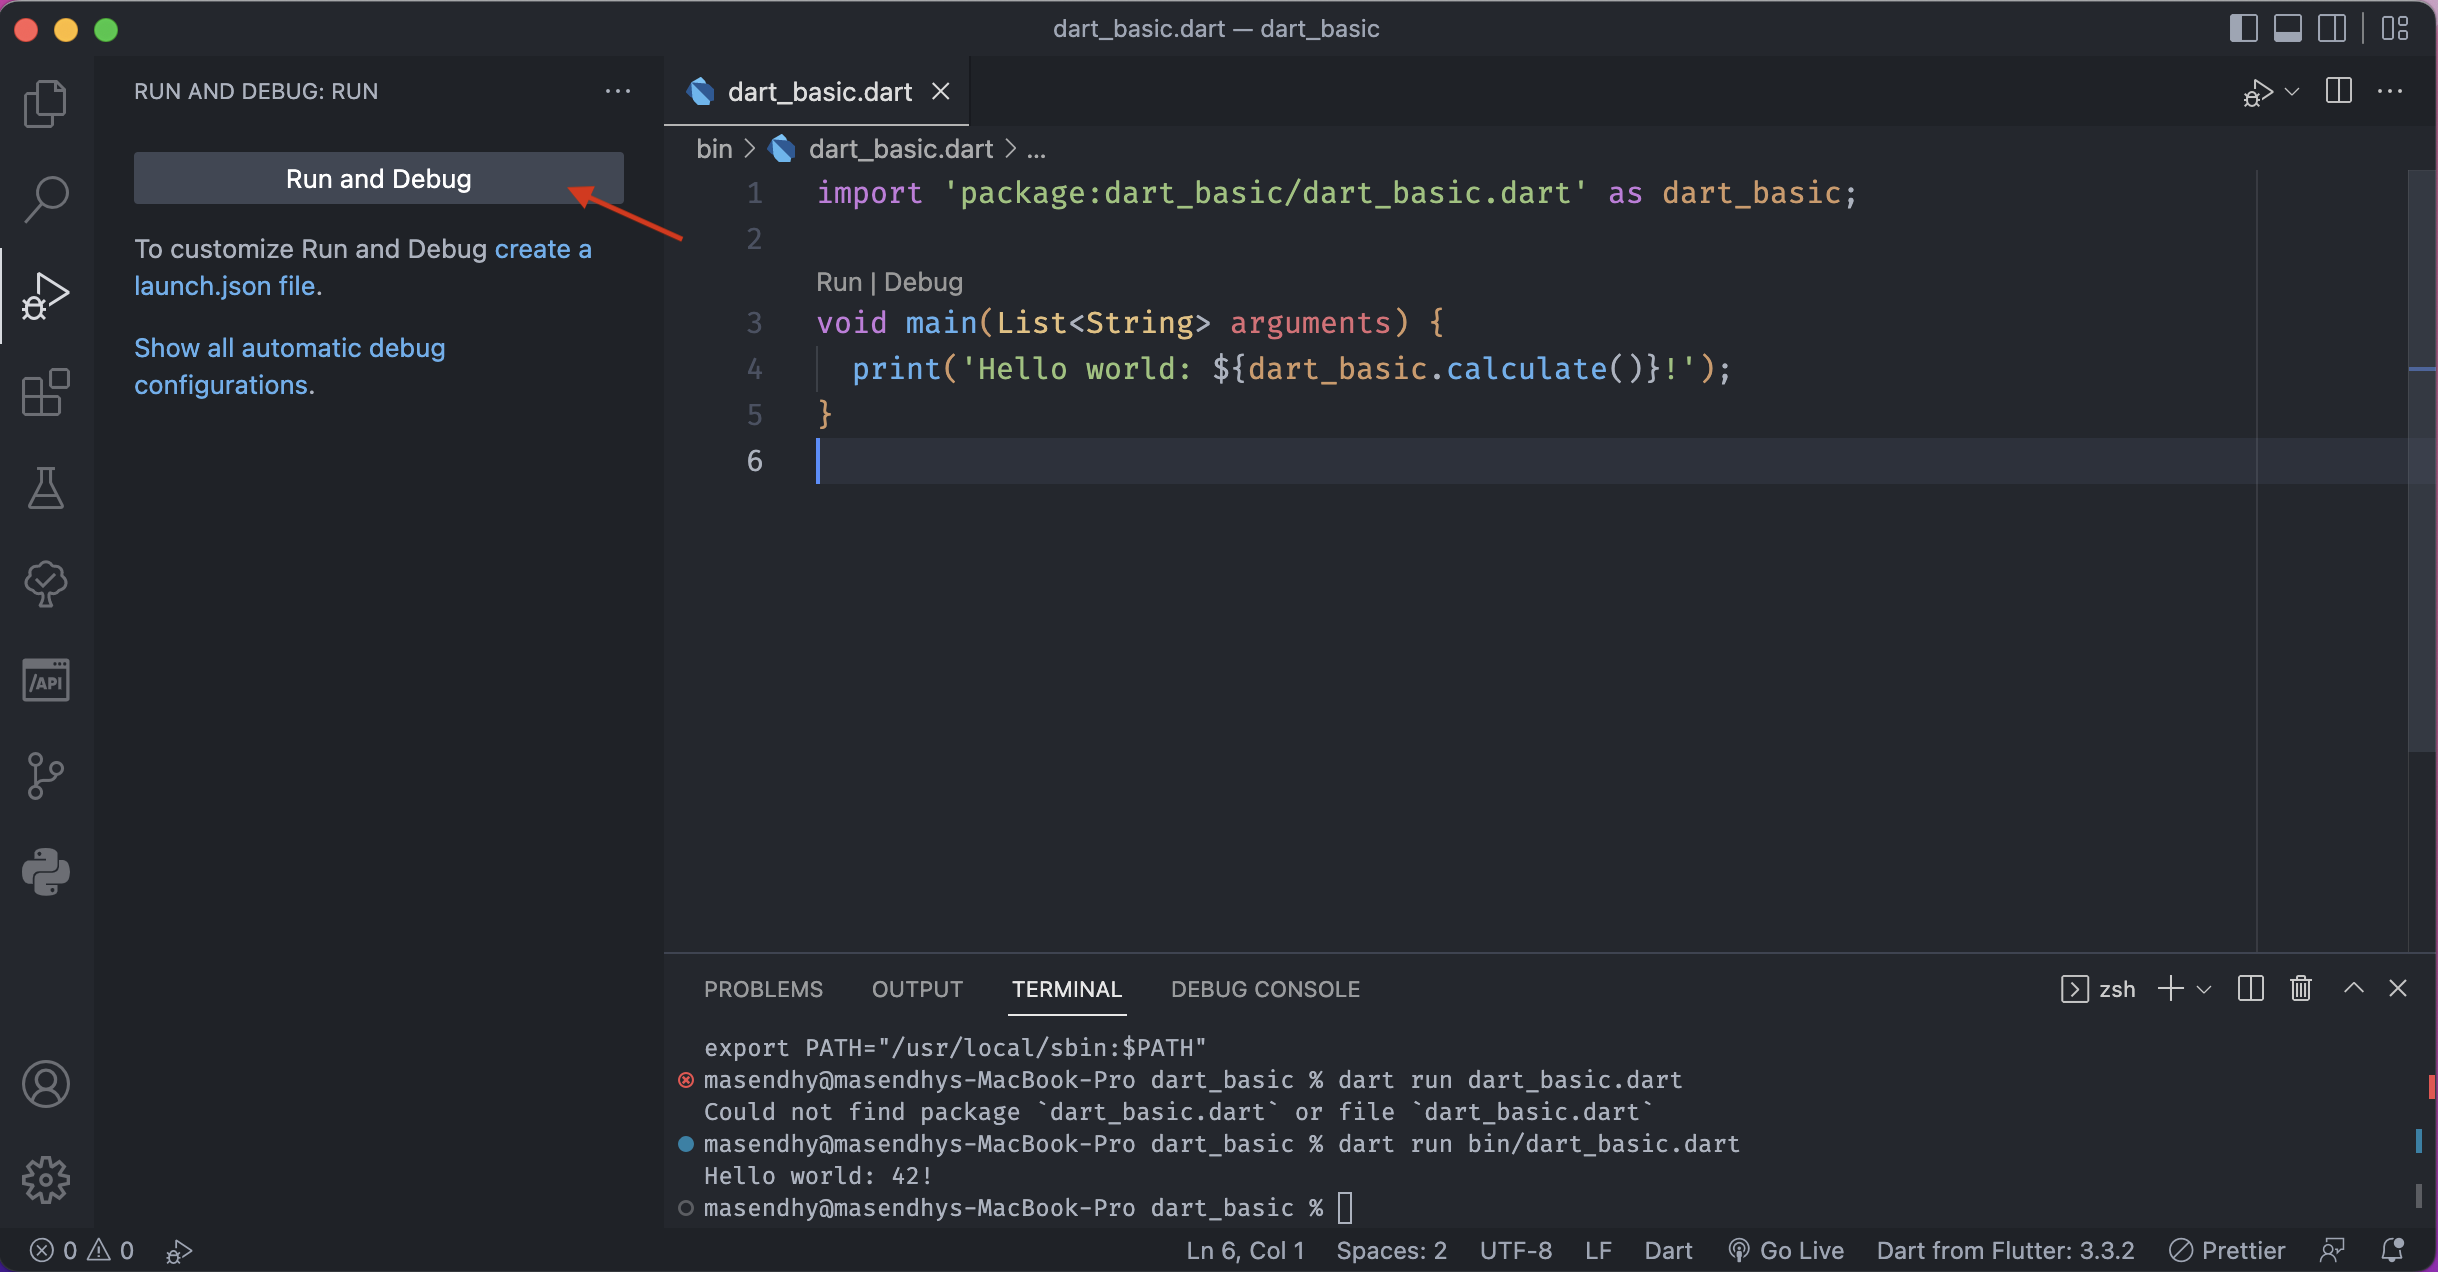 dart_basic.dart — dart_basic
RUN AND DEBUG: RUN
Run and Debug
To customize Run and Debug create a
launch.json file.
Show all automatic debug
configurations.
/API
dart_basic.dart
bin > dart_basic.dart > ...
1 import 'package:dart_basic/dart_basic.dart' as dart_basic;
2
Run | Debug
3 void main(List<String> arguments) {
4 print('Hello world: ${dart_basic.calculate()}!');
5 }
6
PROBLEMS OUTPUT TERMINAL DEBUG CONSOLE
zsh
export PATH="/usr/local/sbin:$PATH"
masendhy@masendhys-MacBook-Pro dart_basic % dart run dart_basic.dart
Could not find package `dart_basic.dart` or file `dart_basic.dart`
masendhy@masendhys-MacBook-Pro dart_basic % dart run bin/dart_basic.dart
Hello world: 42!
masendhy@masendhys-MacBook-Pro dart_basic %
0 0 Ln 6, Col 1 Spaces: 2 UTF-8 LF Dart Go Live Dart from Flutter: 3.3.2 Prettier